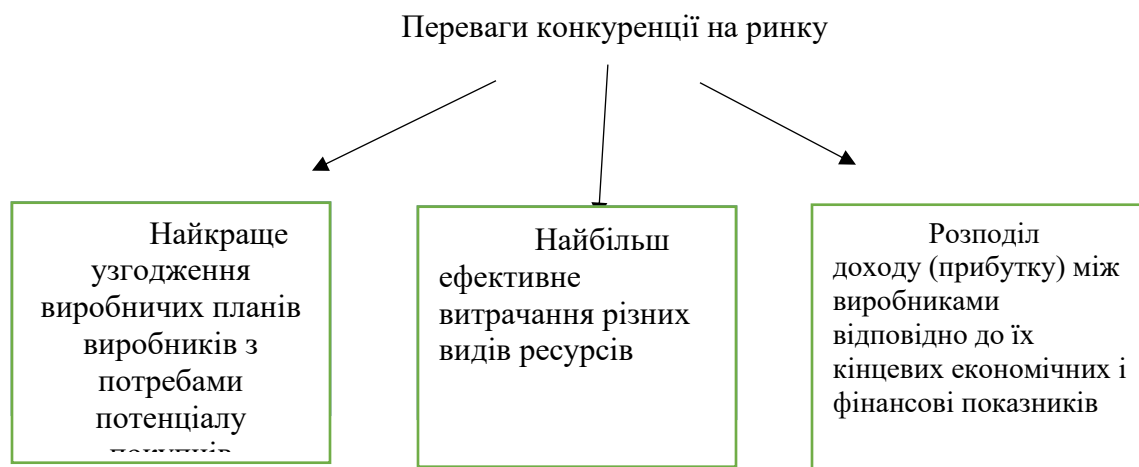 Переваги конкуренції на ринку
Найкраще
узгодження
виробничих планів
виробників з
потребами
потенціалу
Найбільш
ефективне
витрачання різних
видів ресурсів
Розподіл
доходу (прибутку) між
виробниками
відповідно до їх
кінцевих економічних і
фінансові показників